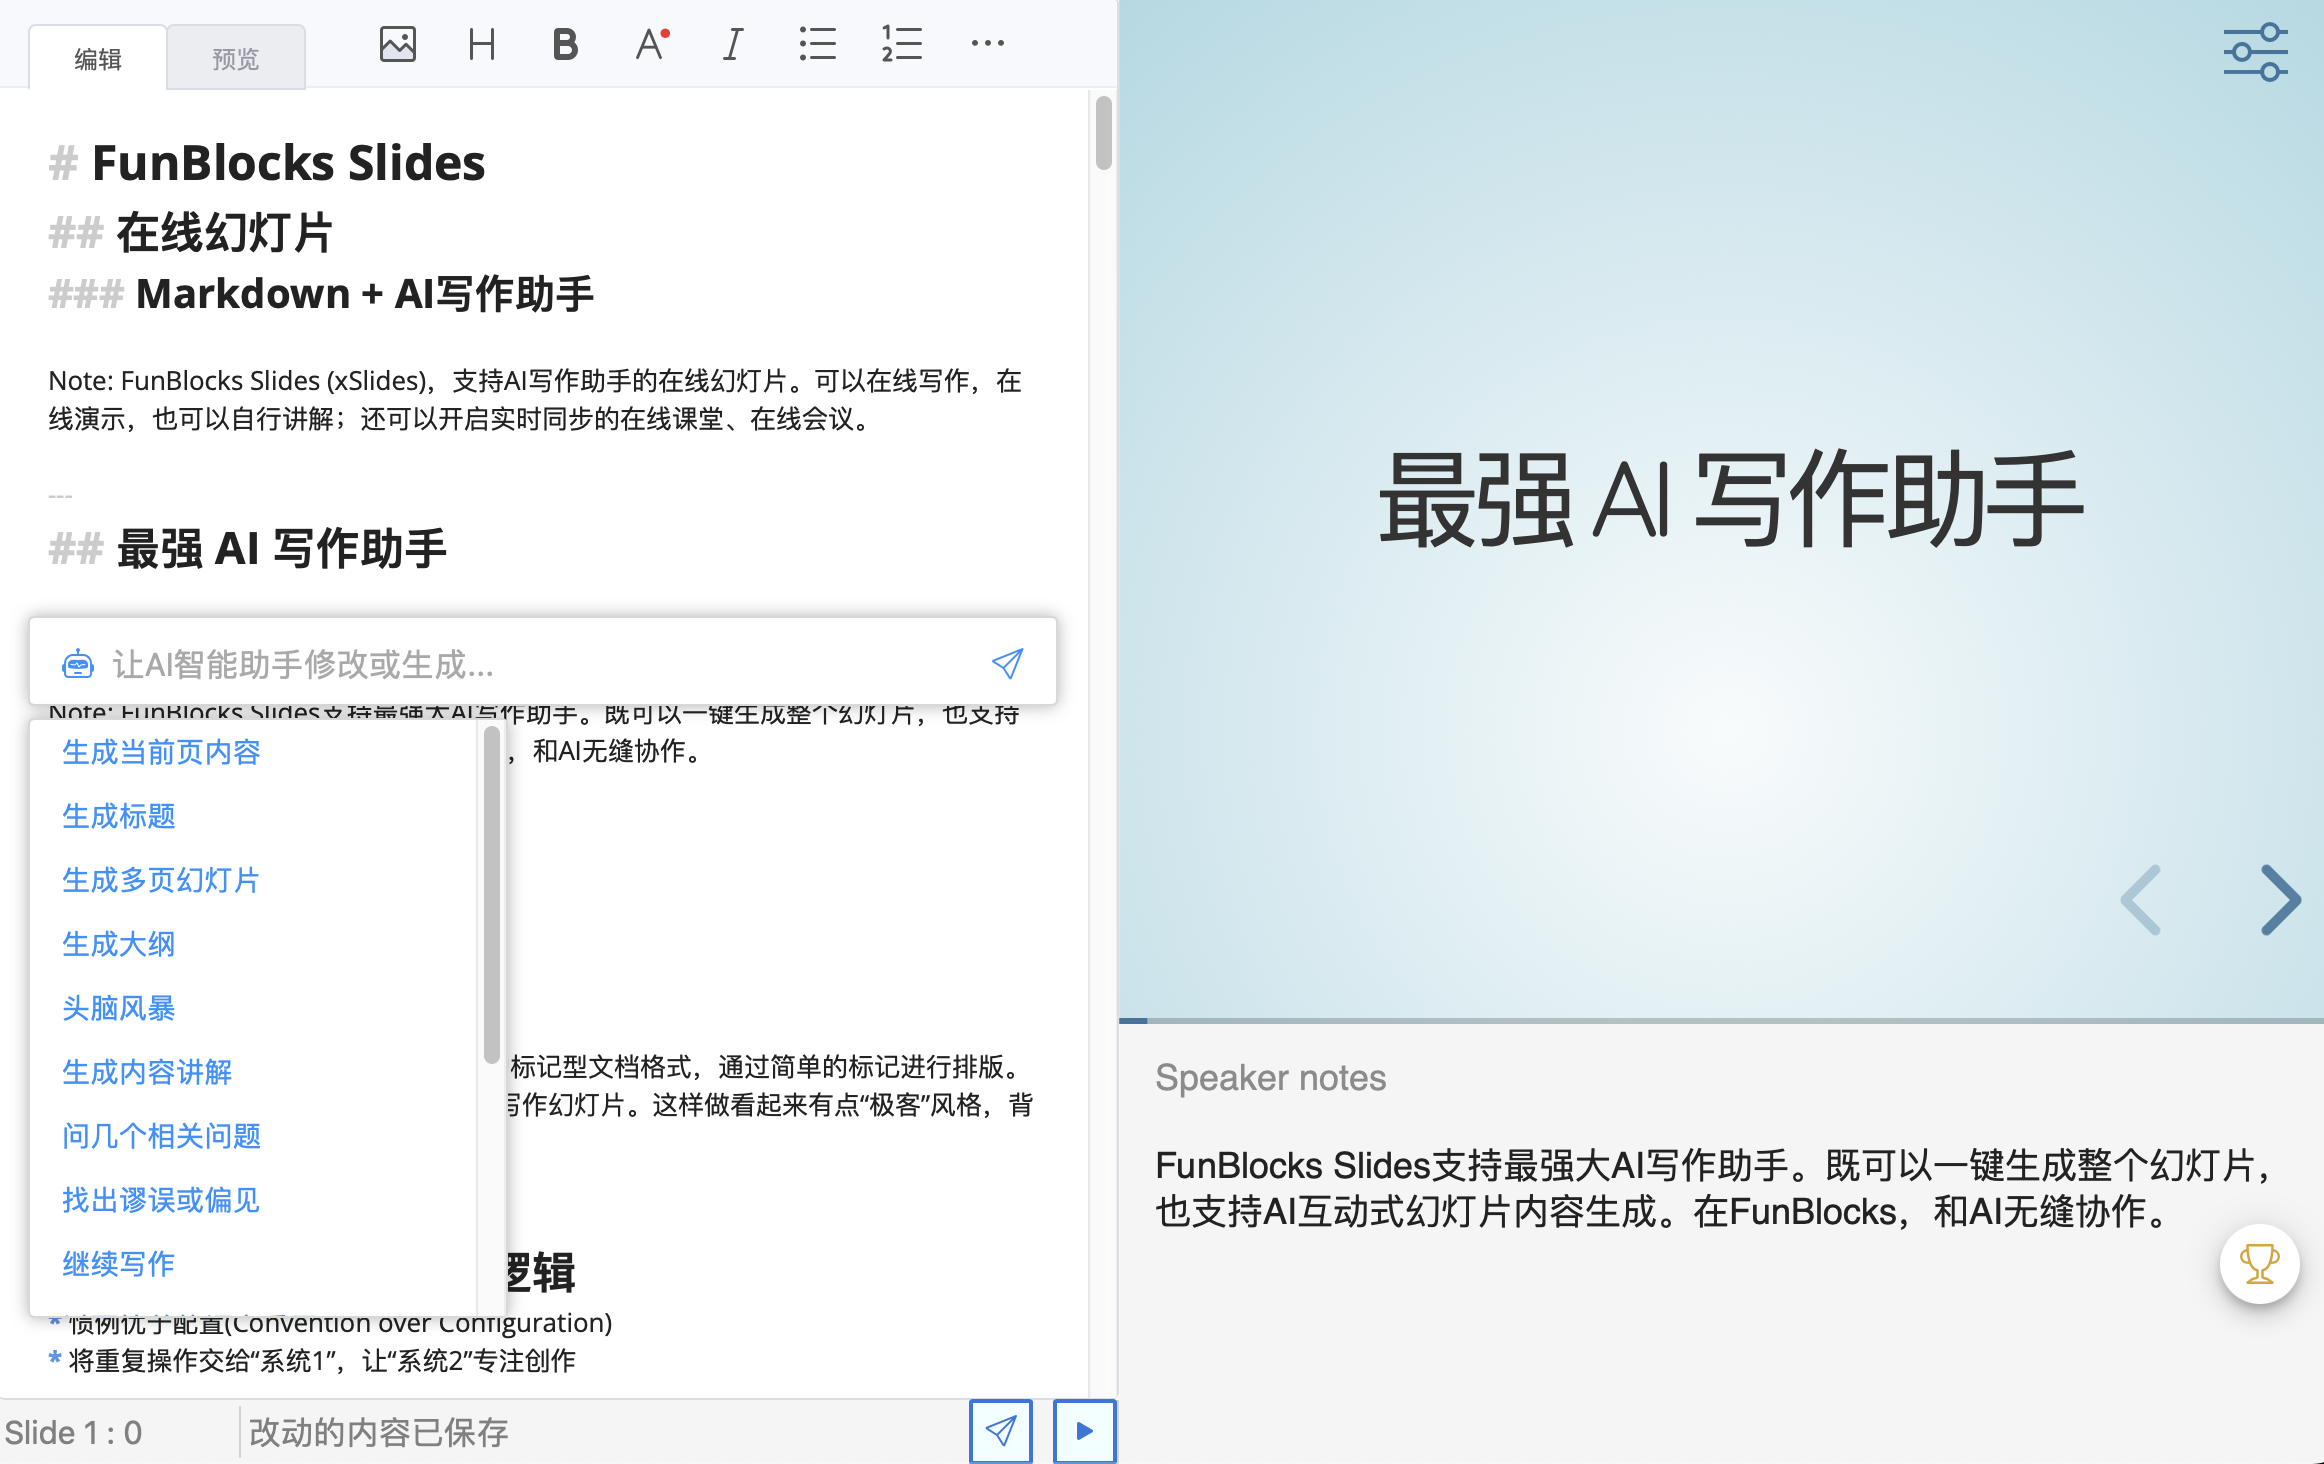 编辑
预览
# FunBlocks Slides
## 在线幻灯片
### Markdown + AI写作助手
Note: FunBlocks Slides (xSlides)，支持AI写作助手的在线幻灯片。可以在线写作，在
线演示，也可以自行讲解；还可以开启实时同步的在线课堂、在线会议。
---
## 最强 AI 写作助手
让AI智能助手修改或生成...
Note: FunBlocks Slides支持最强大AI写作助手。既可以一键生成整个幻灯片，也支持
，和AI无缝协作。
生成当前页内容
生成标题
生成多页幻灯片
生成大纲
头脑风暴
生成内容讲解
问几个相关问题
找出谬误或偏见
继续写作
标记型文档格式，通过简单的标记进行排版。
写作幻灯片。这样做看起来有点“极客”风格，背
逻辑
* 惯例优于配置(Convention over Configuration)
* 将重复操作交给“系统1”，让“系统2”专注创作
Slide 1 : 0
改动的内容已保存
最强 AI 写作助手
Speaker notes
FunBlocks Slides支持最强大AI写作助手。既可以一键生成整个幻灯片，
也支持AI互动式幻灯片内容生成。在FunBlocks，和AI无缝协作。